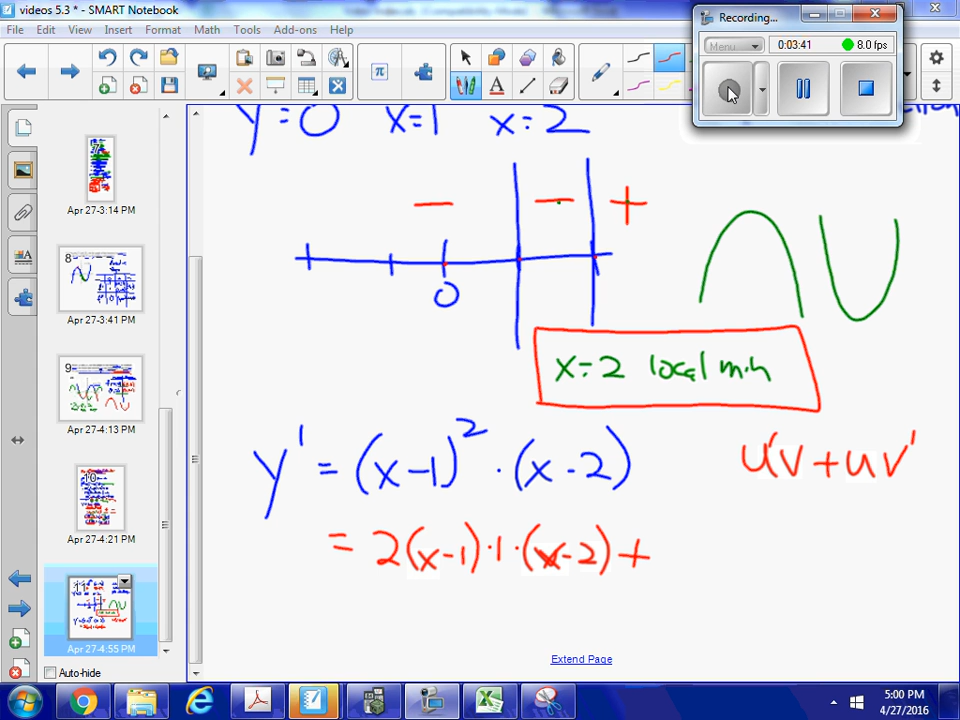 videos 5.3 * - SMART Notebook
File Edit View Insert Format Math Tools Add-ons Help
Recording...
Menu 0:03:41 8.0 fps
Apr 27-3:14 PM
8
Apr 27-3:41 PM
9
Apr 27-4:13 PM
10
Apr 27-4:21 PM
Apr 27-4:55 PM
Auto-hide
y=0 x=1 x=2
− − +
0
x=2 local min
y' = (x-1)² · (x-2)
u'v + uv'
= 2(x-1)·1·(x-2) +
Extend Page
5:00 PM
4/27/2016